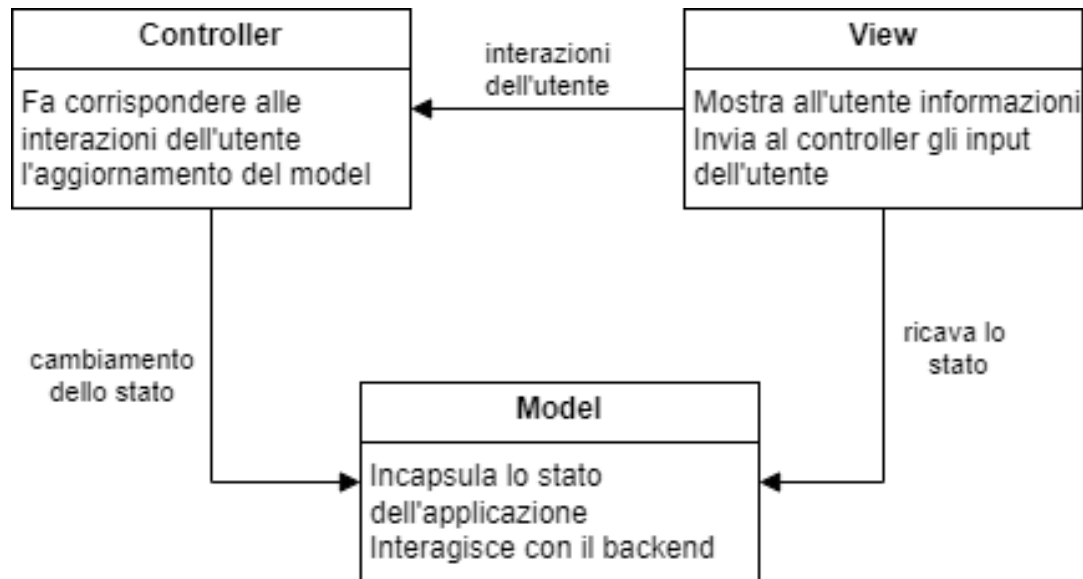 Controller
Fa corrispondere alle
interazioni dell'utente
l'aggiornamento del model
interazioni
dell'utente
View
Mostra all'utente informazioni
Invia al controller gli input
dell'utente
cambiamento
dello stato
ricava lo
stato
Model
Incapsula lo stato
dell'applicazione
Interagisce con il backend